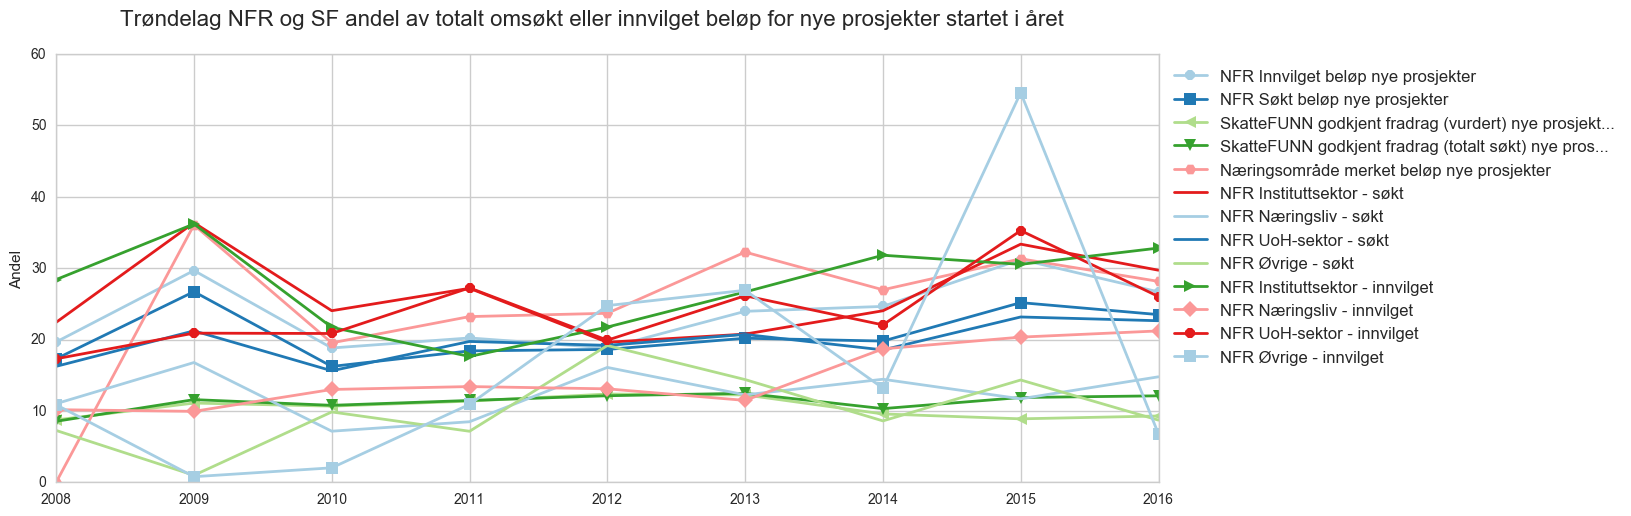 Trøndelag NFR og SF andel av totalt omsøkt eller innvilget beløp for nye prosjekter startet i året
60
50
40
30
20
10
0
Andel
2008 2009 2010 2011 2012 2013 2014 2015 2016
NFR Innvilget beløp nye prosjekter
NFR Søkt beløp nye prosjekter
SkatteFUNN godkjent fradrag (vurdert) nye prosjekt...
SkatteFUNN godkjent fradrag (totalt søkt) nye pros...
Næringsområde merket beløp nye prosjekter
NFR Instituttsektor - søkt
NFR Næringsliv - søkt
NFR UoH-sektor - søkt
NFR Øvrige - søkt
NFR Instituttsektor - innvilget
NFR Næringsliv - innvilget
NFR UoH-sektor - innvilget
NFR Øvrige - innvilget